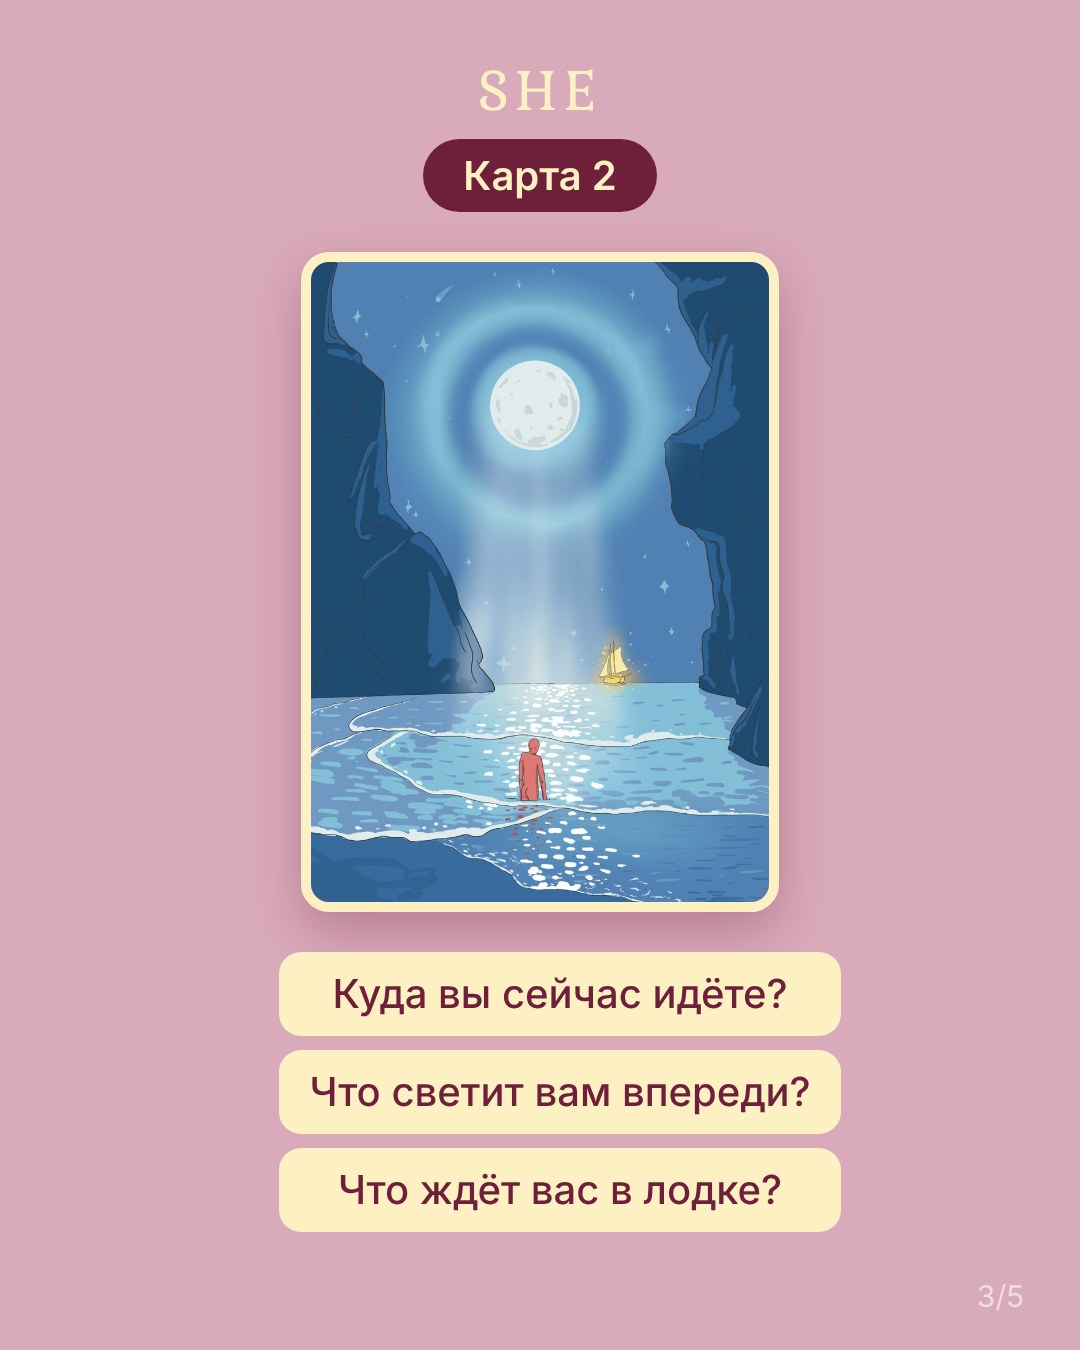 SHE
Карта 2
Куда вы сейчас идёте?
Что светит вам впереди?
Что ждёт вас в лодке?
3/5